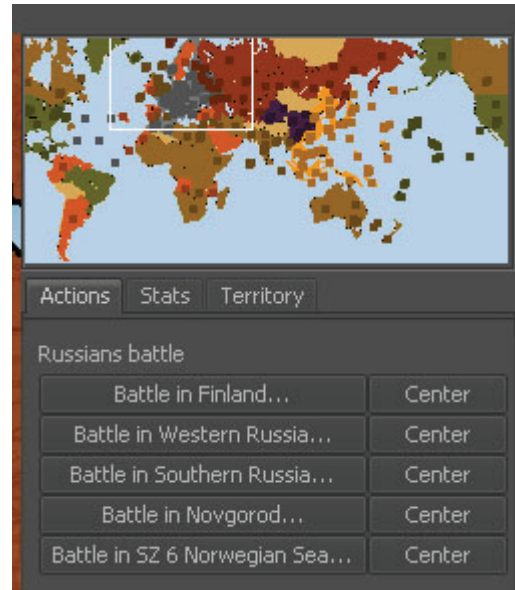 Actions Stats Territory
Russians battle
Battle in Finland... Center
Battle in Western Russia... Center
Battle in Southern Russia... Center
Battle in Novgorod... Center
Battle in SZ 6 Norwegian Sea... Center